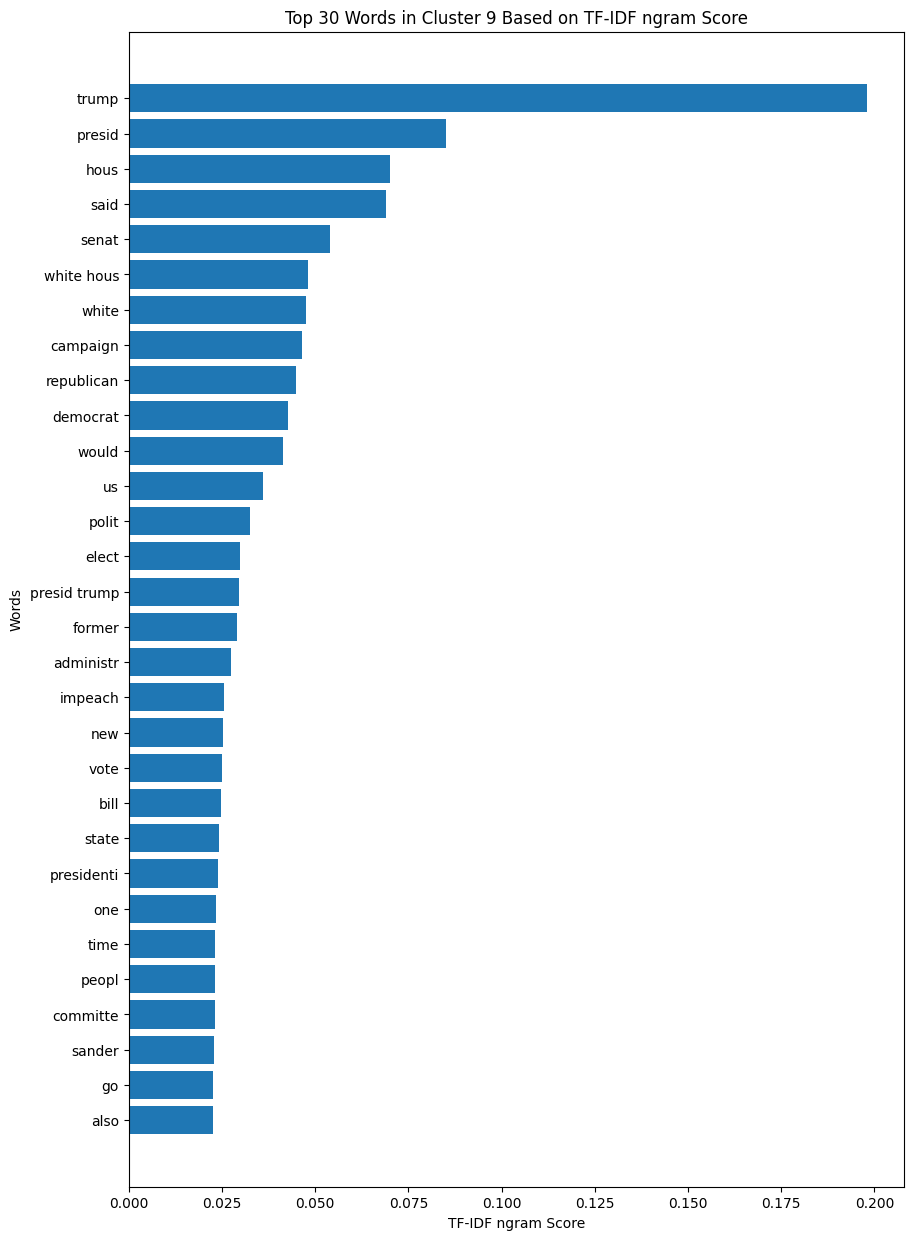 Top 30 Words in Cluster 9 Based on TF-IDF ngram Score
trump
presid
hous
said
senat
white hous
white
campaign
republican
democrat
would
us
polit
elect
presid trump
former
administr
impeach
new
vote
bill
state
presidenti
one
time
peopl
committe
sander
go
also
Words
0.000 0.025 0.050 0.075 0.100 0.125 0.150 0.175 0.200
TF-IDF ngram Score